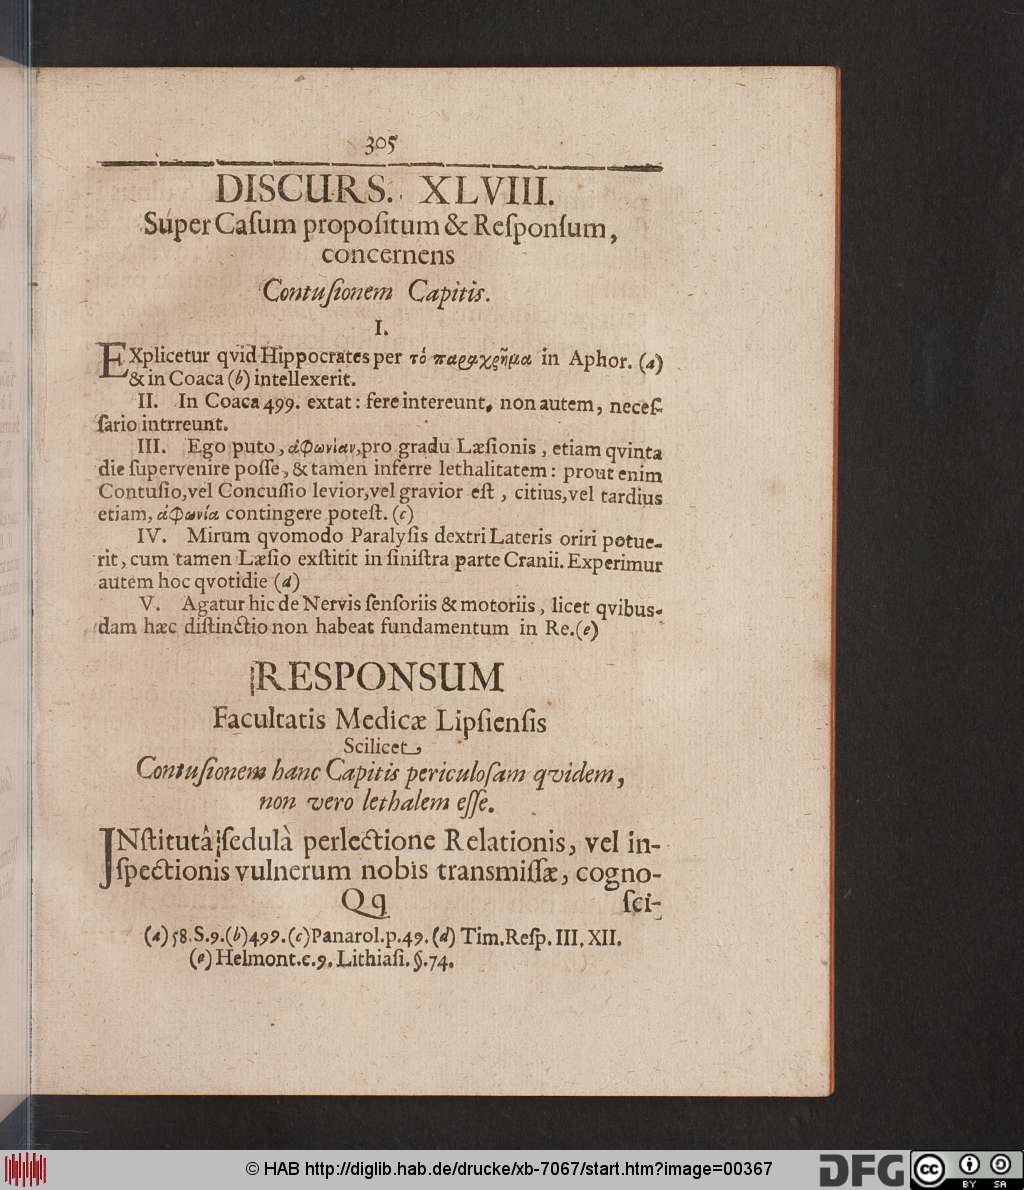 305
DISCURS. XLVIII.
Super Caſum propoſitum & Reſponſum,
concernens
Contuſionem Capitis.
I.
EXplicetur qvid Hippocrates per τό παραχρῆμα in Aphor. (a)
& in Coaca (b) intellexerit.
II. In Coaca 499. extat: fere intereunt, non autem, neceſ-
ſario intrreunt.
III. Ego puto, ἀφωνίαν, pro gradu Læſionis, etiam qvinta
die ſupervenire poſſe, & tamen inferre lethalitatem: prout enim
Contuſio, vel Concuſſio levior, vel gravior eſt, citius, vel tardius
etiam, ἀφωνία contingere poteſt. (c)
IV. Mirum qvomodo Paralyſis dextri Lateris oriri potue-
rit, cum tamen Læſio exſtitit in ſiniſtra parte Cranii. Experimur
autem hoc qvotidie (d)
V. Agatur hic de Nervis ſenſoriis & motoriis, licet qvibus-
dam hæc diſtinctio non habeat fundamentum in Re. (e)
RESPONSUM
Facultatis Medicæ Lipſienſis
Scilicet,
Contuſionem hanc Capitis periculoſam qvidem,
non vero lethalem eſſe.
INſtitutâ ſedulà perlectione Relationis, vel in-
ſpectionis vulnerum nobis transmiſſæ, cogno-
Qq ſci-
(a) 58. S. 9. (b) 499. (c) Panarol. p. 49. (d) Tim. Reſp. III. XII.
(e) Helmont. c. 9. Lithiaſi. §. 74.
© HAB http://diglib.hab.de/drucke/xb-7067/start.htm?image=00367
DFG
cc BY SA